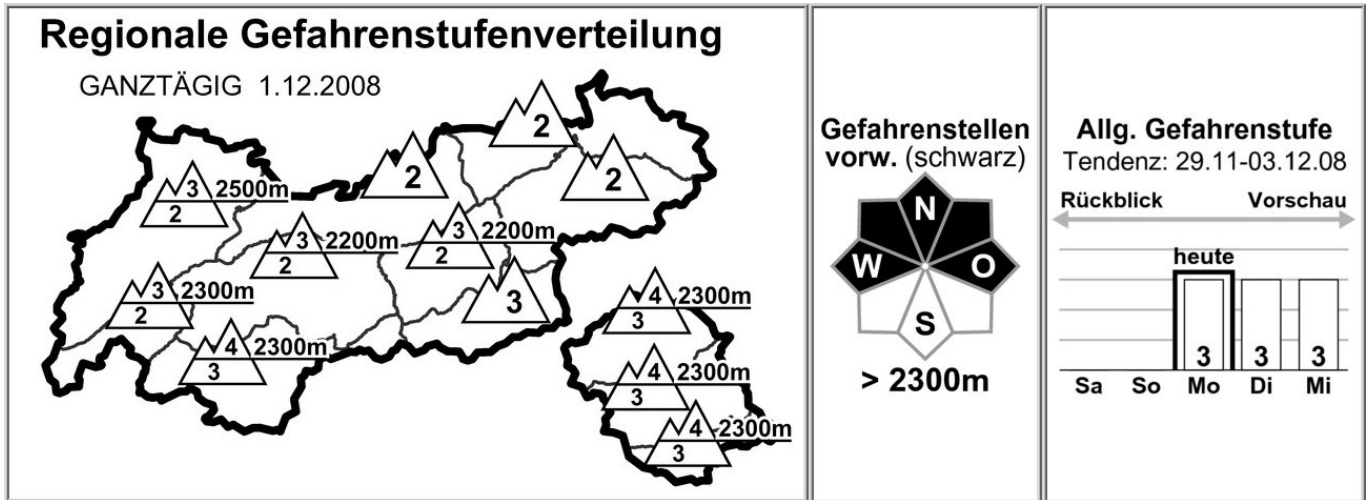 Regionale Gefahrenstufenverteilung
GANZTÄGIG 1.12.2008
2
2
2
3 2500m
2
3 2200m
2
3 2200m
2
3 2300m
2
3
4 2300m
3
4 2300m
3
4 2300m
3
4 2300m
3
Gefahrenstellen
vorw. (schwarz)
N
W O
S
> 2300m
Allg. Gefahrenstufe
Tendenz: 29.11-03.12.08
Rückblick Vorschau
heute
3 3 3
Sa So Mo Di Mi